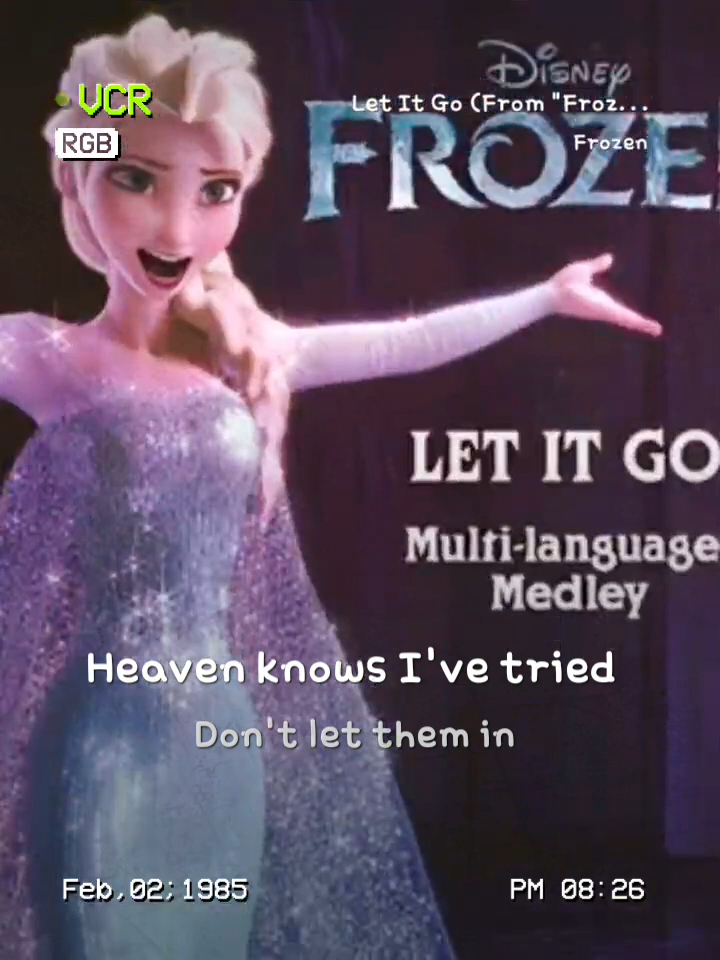 VCR
RGB
DISNEY
Let It Go (From "Froz...
FROZE
Frozen
LET IT GO
Multi-language
Medley
Heaven knows I've tried
Don't let them in
Feb.02;1985
PM 08:26